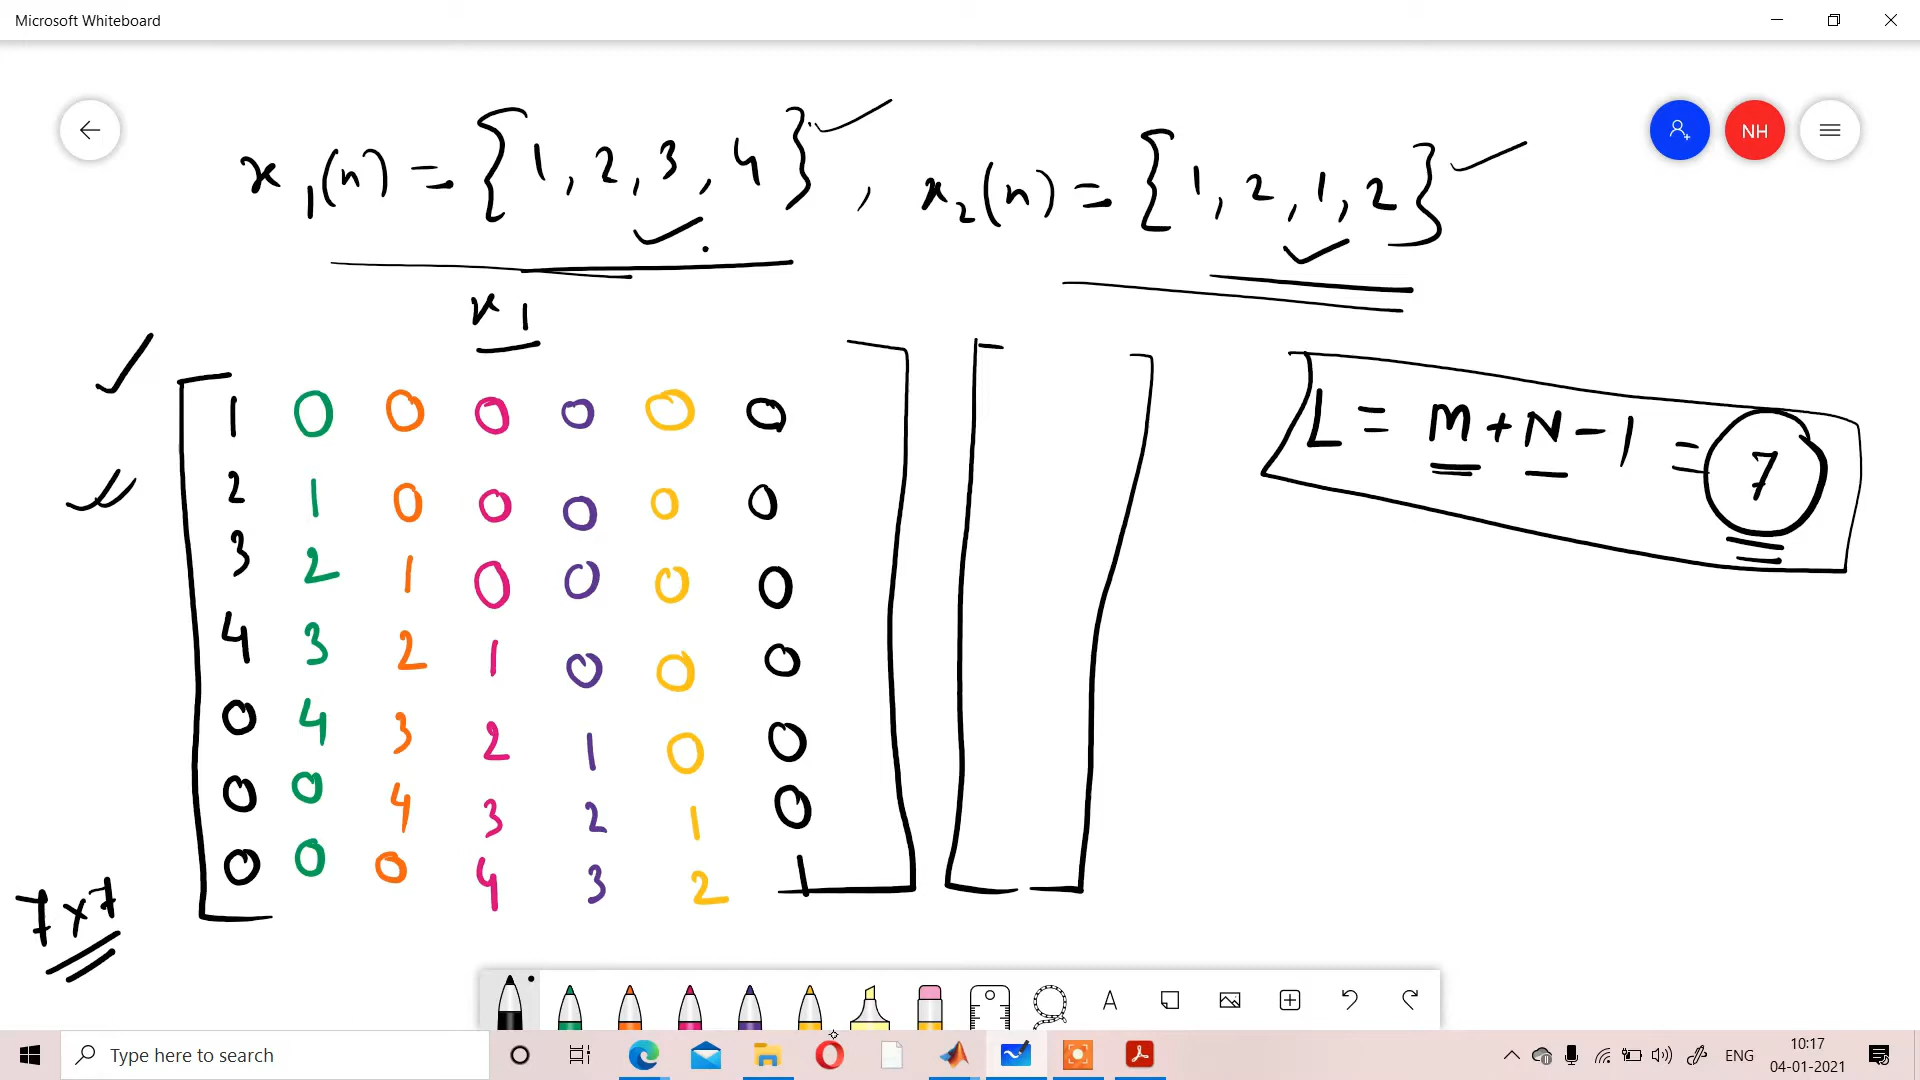 Microsoft Whiteboard
NH
x₁(n) = {1, 2, 3, 4} , x₂(n) = {1, 2, 1, 2}
x₁
1 0 0 0 0 0 0
2 1 0 0 0 0 0
3 2 1 0 0 0 0
4 3 2 1 0 0 0
0 4 3 2 1 0 0
0 0 4 3 2 1 0
0 0 0 4 3 2 1
7x7
L = M + N - 1 = 7
A
Type here to search
ENG
10:17
04-01-2021